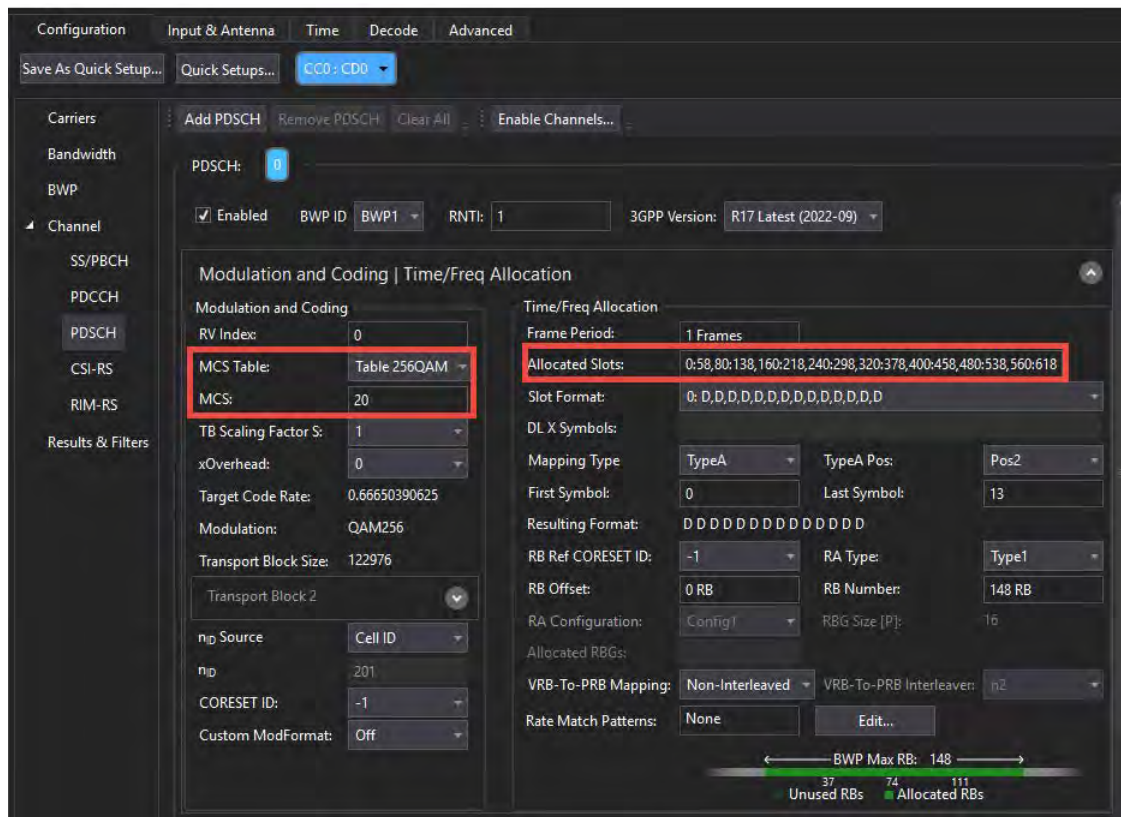 Configuration Input & Antenna Time Decode Advanced
Save As Quick Setup... Quick Setups... CC0 : CD0
Carriers
Bandwidth
BWP
Channel
SS/PBCH
PDCCH
PDSCH
CSI-RS
RIM-RS
Results & Filters
Add PDSCH Remove PDSCH Clear All Enable Channels...
PDSCH: 0
Enabled BWP ID BWP1 RNTI: 1 3GPP Version: R17 Latest (2022-09)
Modulation and Coding | Time/Freq Allocation
Modulation and Coding
RV Index: 0
MCS Table: Table 256QAM
MCS: 20
TB Scaling Factor S: 1
xOverhead: 0
Target Code Rate: 0.66650390625
Modulation: QAM256
Transport Block Size: 122976
Transport Block 2
nID Source Cell ID
nID 201
CORESET ID: -1
Custom ModFormat: Off
Time/Freq Allocation
Frame Period: 1 Frames
Allocated Slots: 0:58,80:138,160:218,240:298,320:378,400:458,480:538,560:618
Slot Format: 0: D,D,D,D,D,D,D,D,D,D,D,D,D,D
DL X Symbols:
Mapping Type TypeA TypeA Pos: Pos2
First Symbol: 0 Last Symbol: 13
Resulting Format: D D D D D D D D D D D D D D
RB Ref CORESET ID: -1 RA Type: Type1
RB Offset: 0 RB RB Number: 148 RB
RA Configuration: Config1 RBG Size [P]: 16
Allocated RBGs:
VRB-To-PRB Mapping: Non-Interleaved VRB-To-PRB Interleaver: n2
Rate Match Patterns: None Edit...
BWP Max RB: 148
37 74 111
Unused RBs Allocated RBs